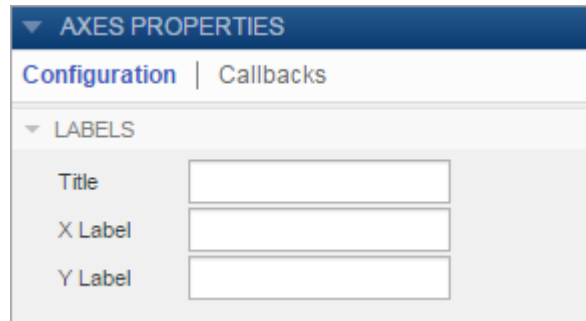 AXES PROPERTIES
Configuration | Callbacks
LABELS
Title
X Label
Y Label